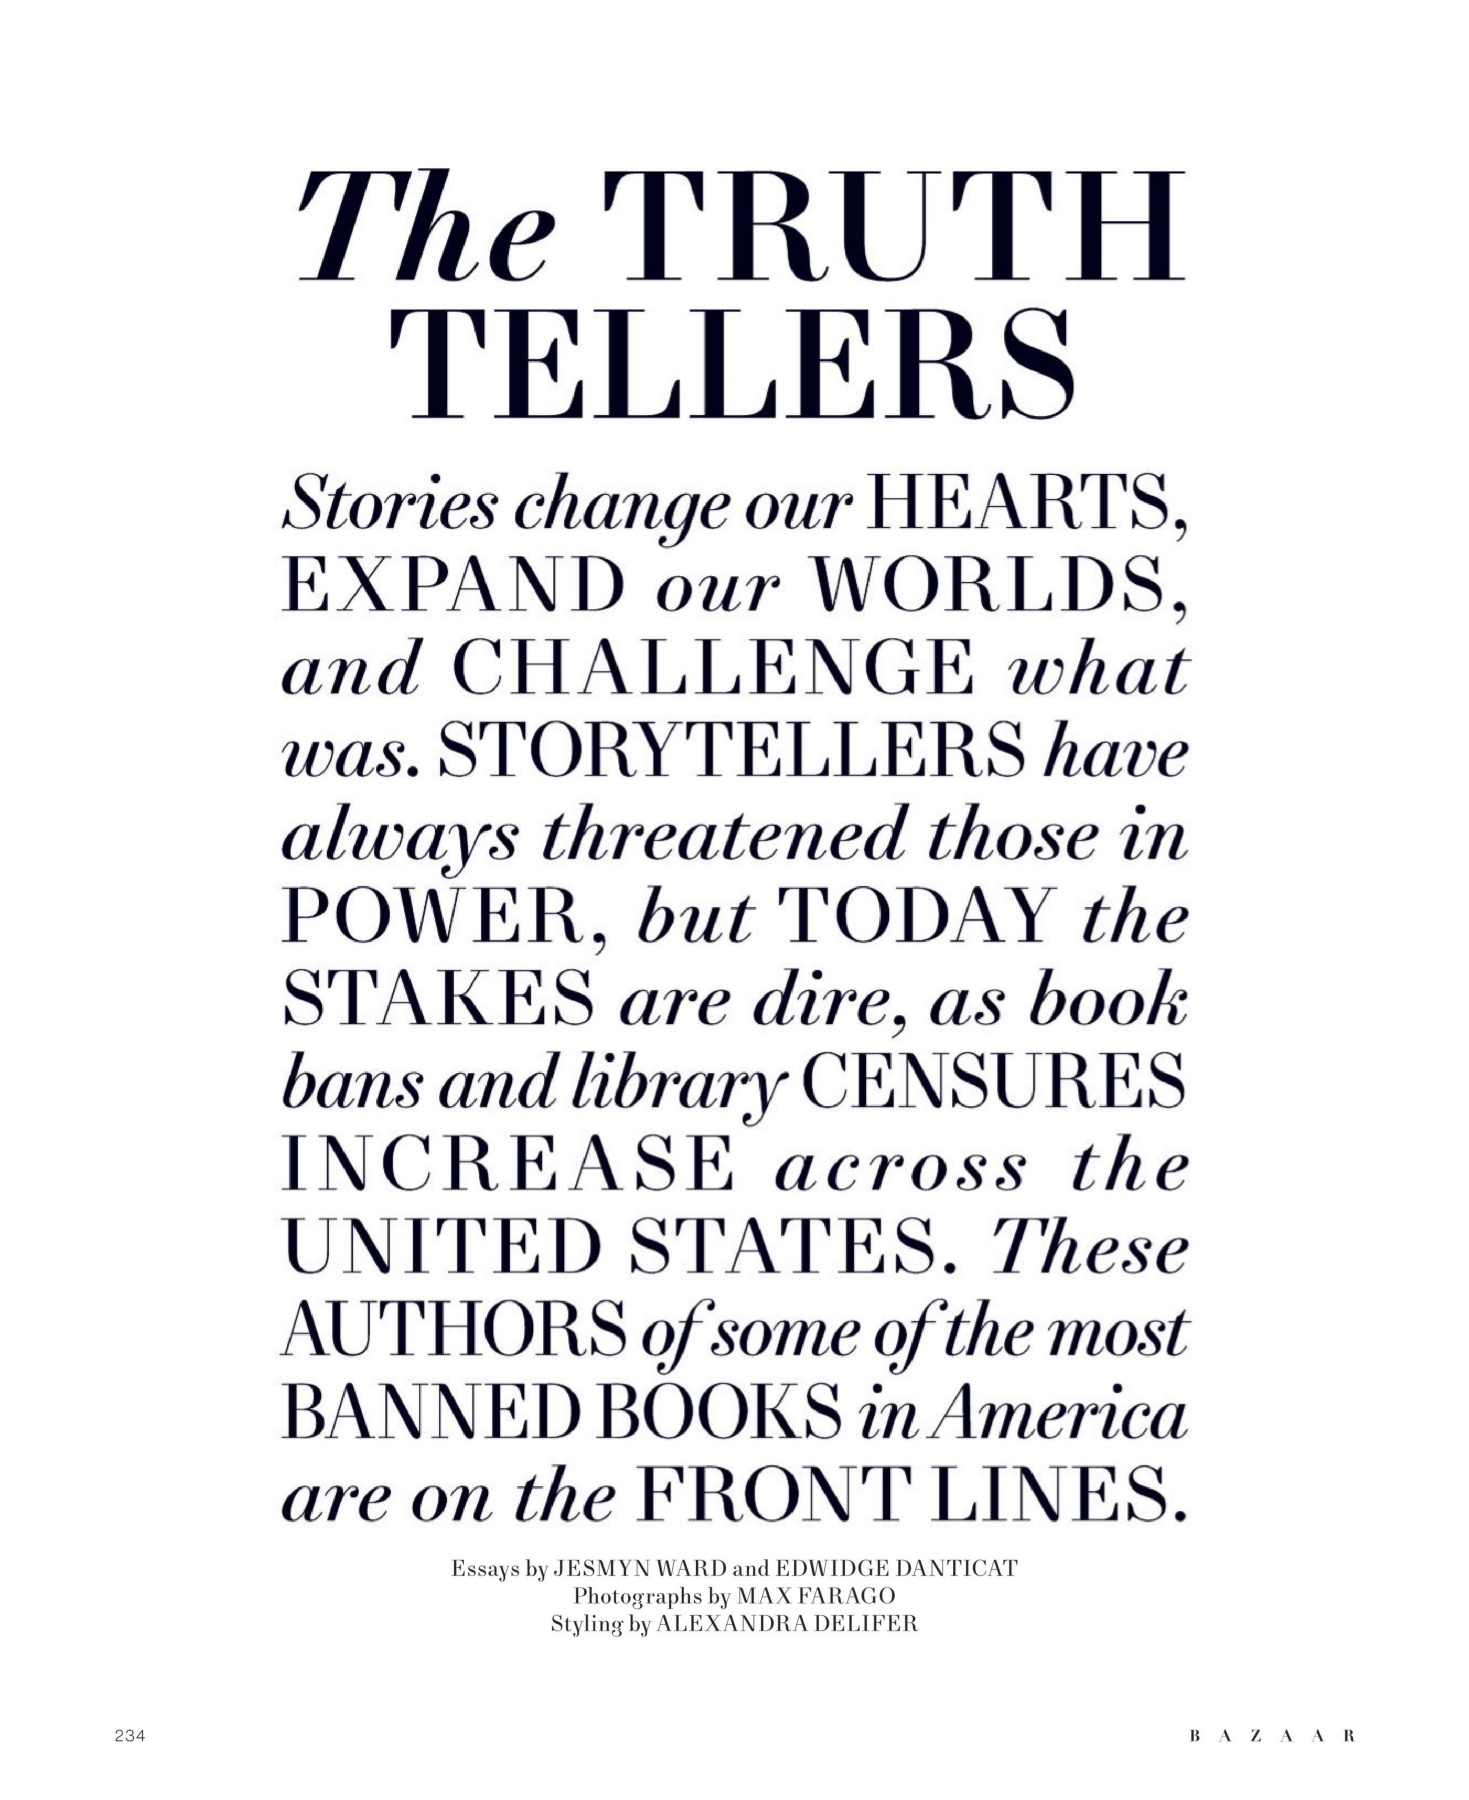 The TRUTH
TELLERS
Stories change our HEARTS,
EXPAND our WORLDS,
and CHALLENGE what
was. STORYTELLERS have
always threatened those in
POWER, but TODAY the
STAKES are dire, as book
bans and library CENSURES
INCREASE across the
UNITED STATES. These
AUTHORS of some of the most
BANNED BOOKS in America
are on the FRONT LINES.
Essays by JESMYN WARD and EDWIDGE DANTICAT
Photographs by MAX FARAGO
Styling by ALEXANDRA DELIFER
234
BAZAAR